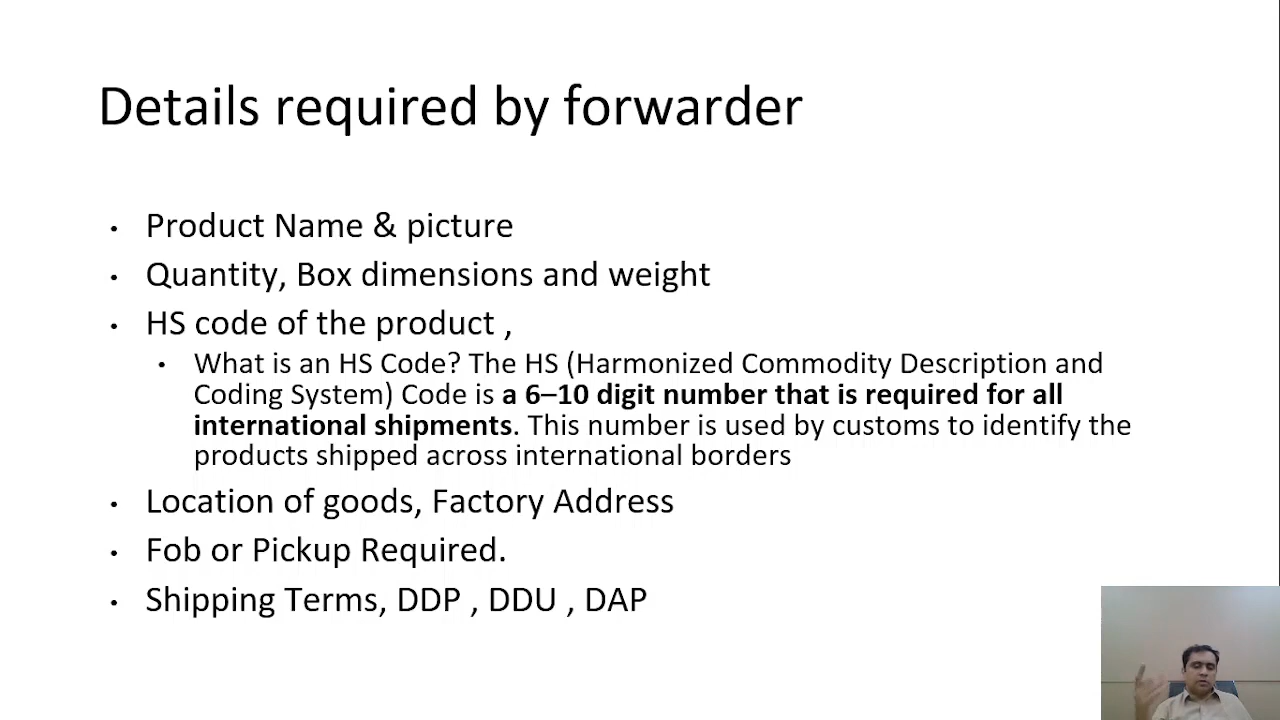 Details required by forwarder
• Product Name & picture
• Quantity, Box dimensions and weight
• HS code of the product ,
• What is an HS Code? The HS (Harmonized Commodity Description and
Coding System) Code is a 6–10 digit number that is required for all
international shipments. This number is used by customs to identify the
products shipped across international borders
• Location of goods, Factory Address
• Fob or Pickup Required.
• Shipping Terms, DDP , DDU , DAP